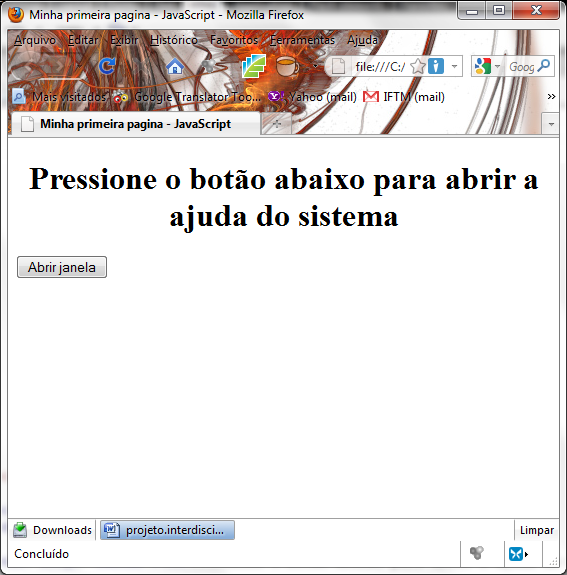 Minha primeira pagina - JavaScript - Mozilla Firefox
Arquivo Editar Exibir Histórico Favoritos Ferramentas Ajuda
file:///C:/ Goog
Mais visitados Google Translator Too... Yahoo (mail) IFTM (mail) »
Minha primeira pagina - JavaScript
Pressione o botão abaixo para abrir a
ajuda do sistema
Abrir janela
Downloads projeto.interdisci... Limpar
Concluído